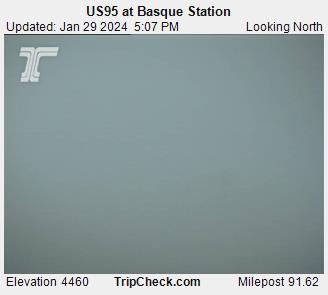 US95 at Basque Station
Updated: Jan 29 2024 5:07 PM Looking North
Elevation 4460 TripCheck.com Milepost 91.62